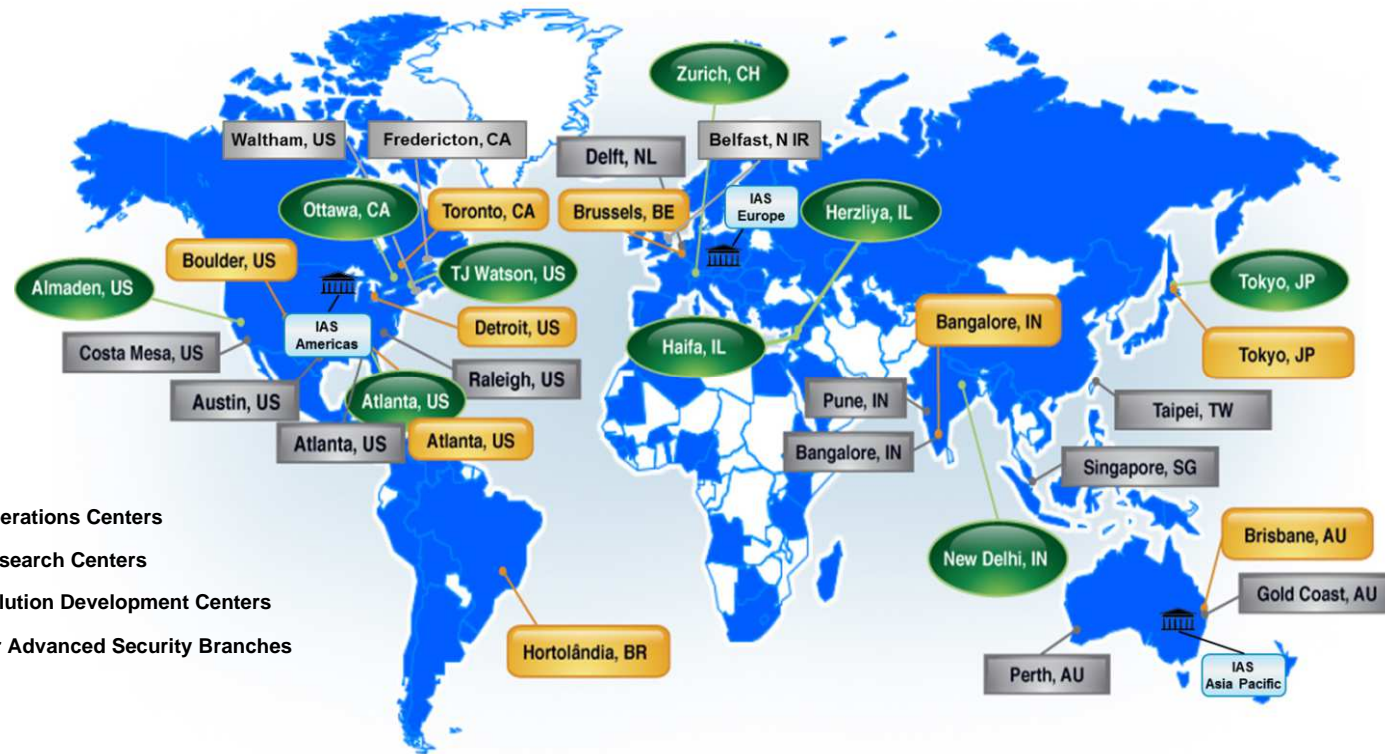 Zurich, CH
Waltham, US
Fredericton, CA
Delft, NL
Belfast, N IR
Ottawa, CA
Toronto, CA
Brussels, BE
IAS
Europe
Herzliya, IL
Boulder, US
TJ Watson, US
Almaden, US
Tokyo, JP
IAS
Americas
Detroit, US
Bangalore, IN
Costa Mesa, US
Haifa, IL
Tokyo, JP
Raleigh, US
Austin, US
Atlanta, US
Pune, IN
Taipei, TW
Atlanta, US
Atlanta, US
Bangalore, IN
Singapore, SG
erations Centers
Brisbane, AU
search Centers
New Delhi, IN
lution Development Centers
Gold Coast, AU
r Advanced Security Branches
Hortolândia, BR
Perth, AU
IAS
Asia Pacific